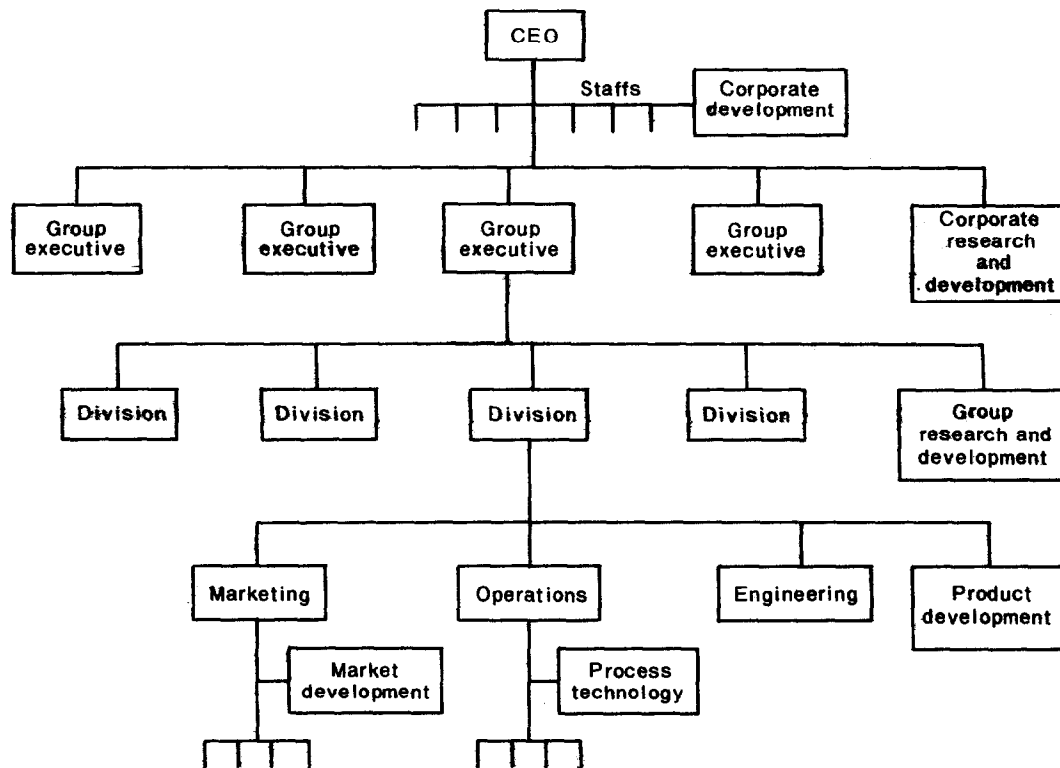 CEO
Staffs
Corporate
development
Group
executive
Group
executive
Group
executive
Group
executive
Corporate
research
and
development
Division
Division
Division
Division
Group
research and
development
Marketing
Operations
Engineering
Product
development
Market
development
Process
technology